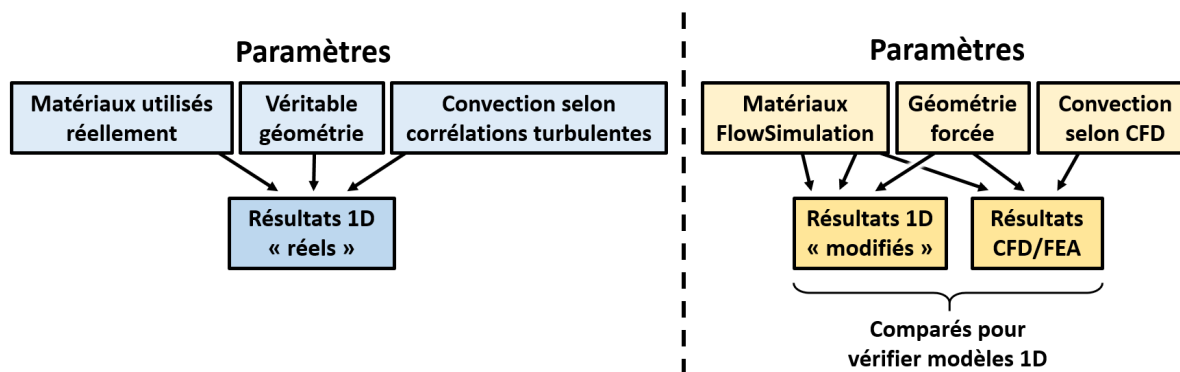 Paramètres
Matériaux utilisés
réellement
Véritable
géométrie
Convection selon
corrélations turbulentes
Résultats 1D
« réels »
Paramètres
Matériaux
FlowSimulation
Géométrie
forcée
Convection
selon CFD
Résultats 1D
« modifiés »
Résultats
CFD/FEA
Comparés pour
vérifier modèles 1D